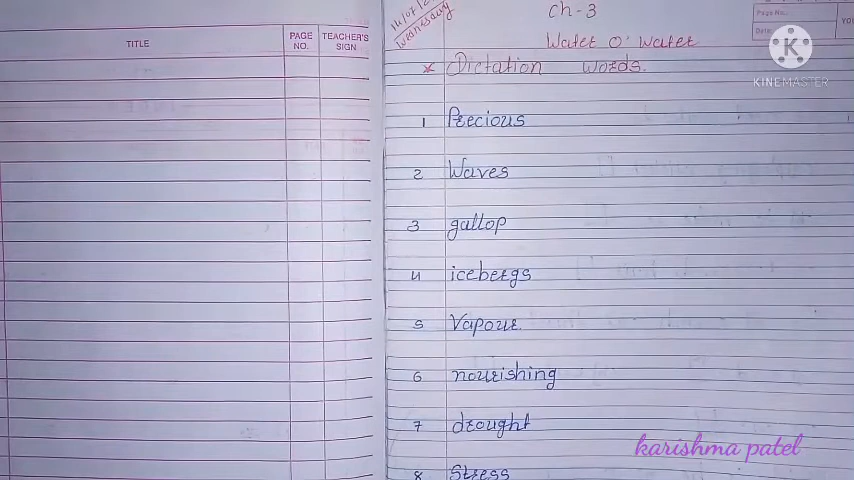 TITLE
PAGE NO.
TEACHER'S SIGN
Wednesday
Ch-3
Water O' Water
* Dictation words.
Page No.
Date
YOU
K
KINEMASTER
1 Precious
2 Waves
3 gallop
4 icebergs
5 Vapour
6 nourishing
7 drought
8 Stress
karishma patel